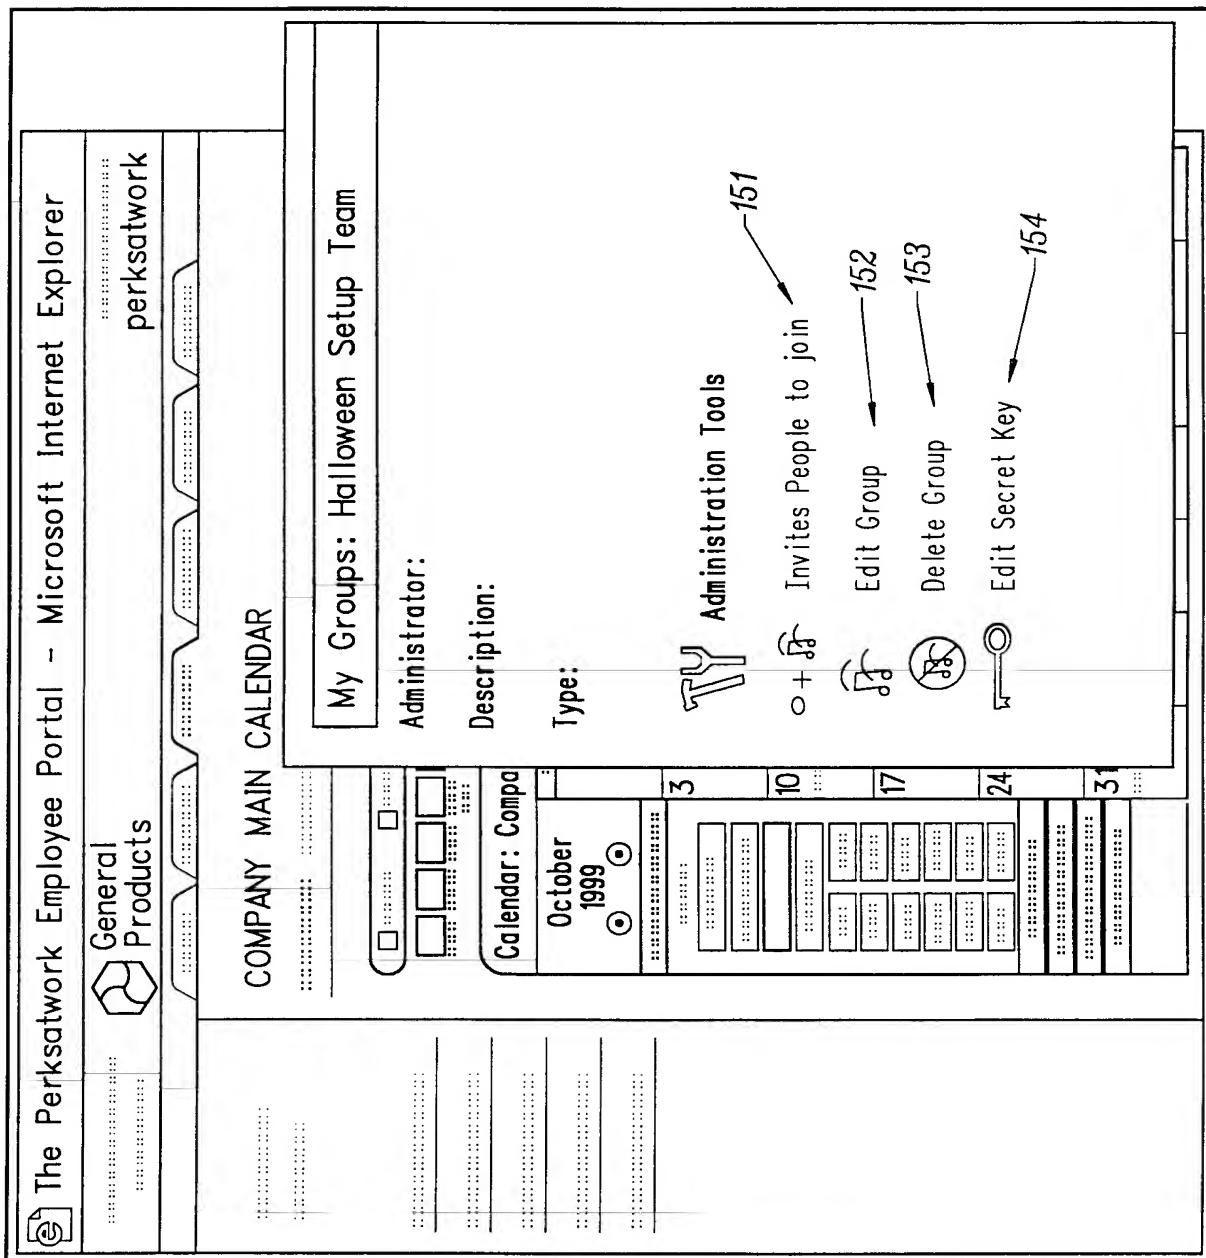 The Perksatwork Employee Portal - Microsoft Internet Explorer
General
Products
perksatwork
COMPANY MAIN CALENDAR
Calendar: Compa
October
1999
3
10
17
24
31
My Groups: Halloween Setup Team
Administrator:
Description:
Type:
Administration Tools
Invites People to join
151
Edit Group
152
Delete Group
153
Edit Secret Key
154